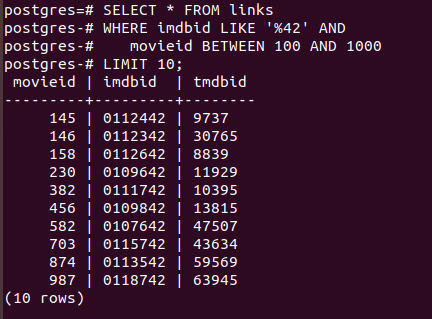 postgres=# SELECT * FROM links
postgres-# WHERE imdbid LIKE '%42' AND
postgres-#    movieid BETWEEN 100 AND 1000
postgres-# LIMIT 10;
 movieid | imdbid  | tmdbid
---------+---------+--------
     145 | 0112442 | 9737
     146 | 0112342 | 30765
     158 | 0112642 | 8839
     230 | 0109642 | 11929
     382 | 0111742 | 10395
     456 | 0109842 | 13815
     582 | 0107642 | 47507
     703 | 0115742 | 43634
     874 | 0113542 | 59569
     987 | 0118742 | 63945
(10 rows)